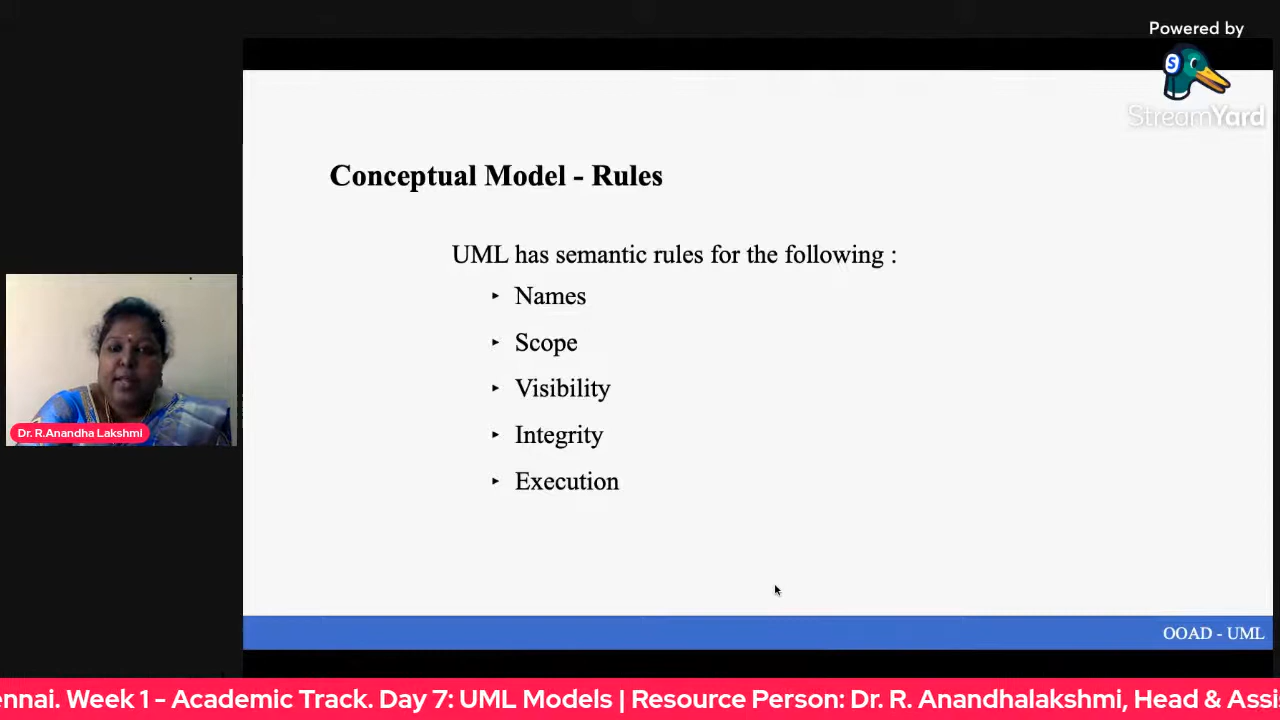 Powered by
StreamYard
Conceptual Model - Rules
UML has semantic rules for the following :
Names
Scope
Visibility
Integrity
Execution
Dr. R.Anandha Lakshmi
OOAD - UML
ennai. Week 1 - Academic Track. Day 7: UML Models | Resource Person: Dr. R. Anandhalakshmi, Head & Assi